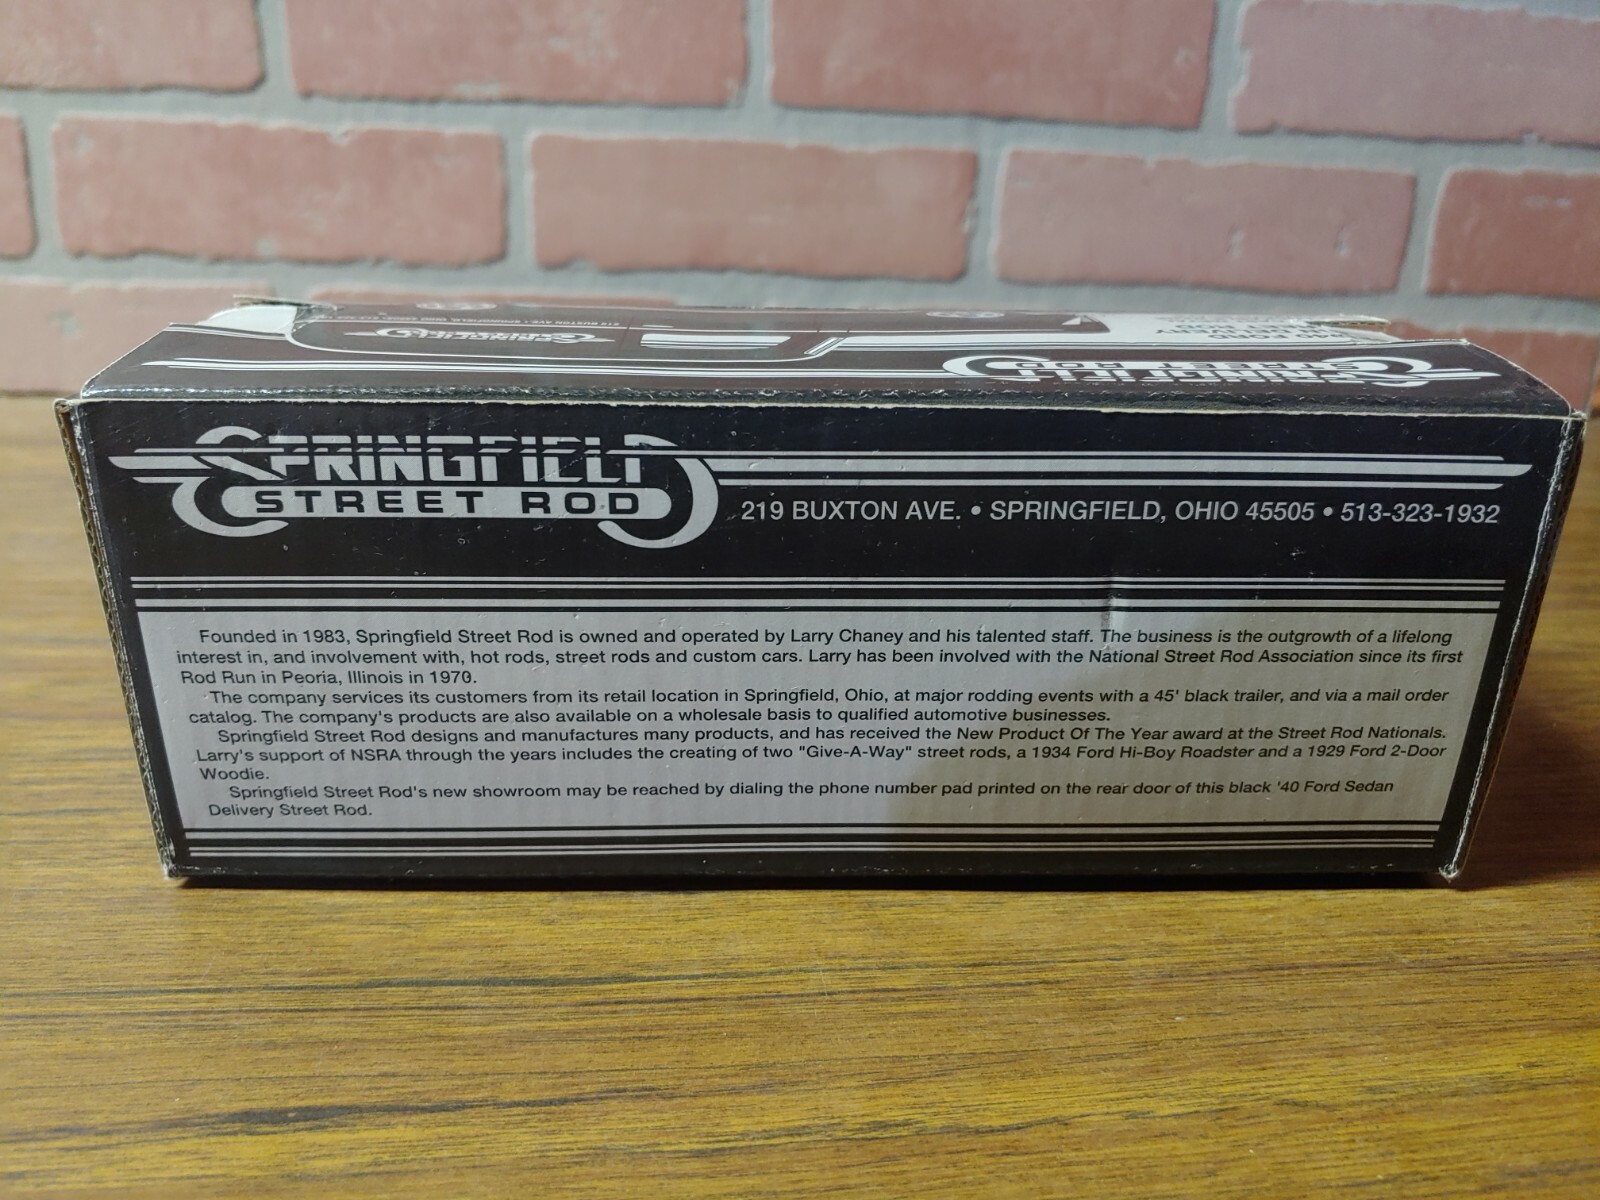 SPRINGFIELD
STREET ROD
SPRINGFIELD
STREET ROD
219 BUXTON AVE. • SPRINGFIELD, OHIO 45505 • 513-323-1932
Founded in 1983, Springfield Street Rod is owned and operated by Larry Chaney and his talented staff. The business is the outgrowth of a lifelong
interest in, and involvement with, hot rods, street rods and custom cars. Larry has been involved with the National Street Rod Association since its first
Rod Run in Peoria, Illinois in 1970.
The company services its customers from its retail location in Springfield, Ohio, at major rodding events with a 45' black trailer, and via a mail order
catalog. The company's products are also available on a wholesale basis to qualified automotive businesses.
Springfield Street Rod designs and manufactures many products, and has received the New Product Of The Year award at the Street Rod Nationals.
Larry's support of NSRA through the years includes the creating of two "Give-A-Way" street rods, a 1934 Ford Hi-Boy Roadster and a 1929 Ford 2-Door
Woodie.
Springfield Street Rod's new showroom may be reached by dialing the phone number pad printed on the rear door of this black '40 Ford Sedan
Delivery Street Rod.